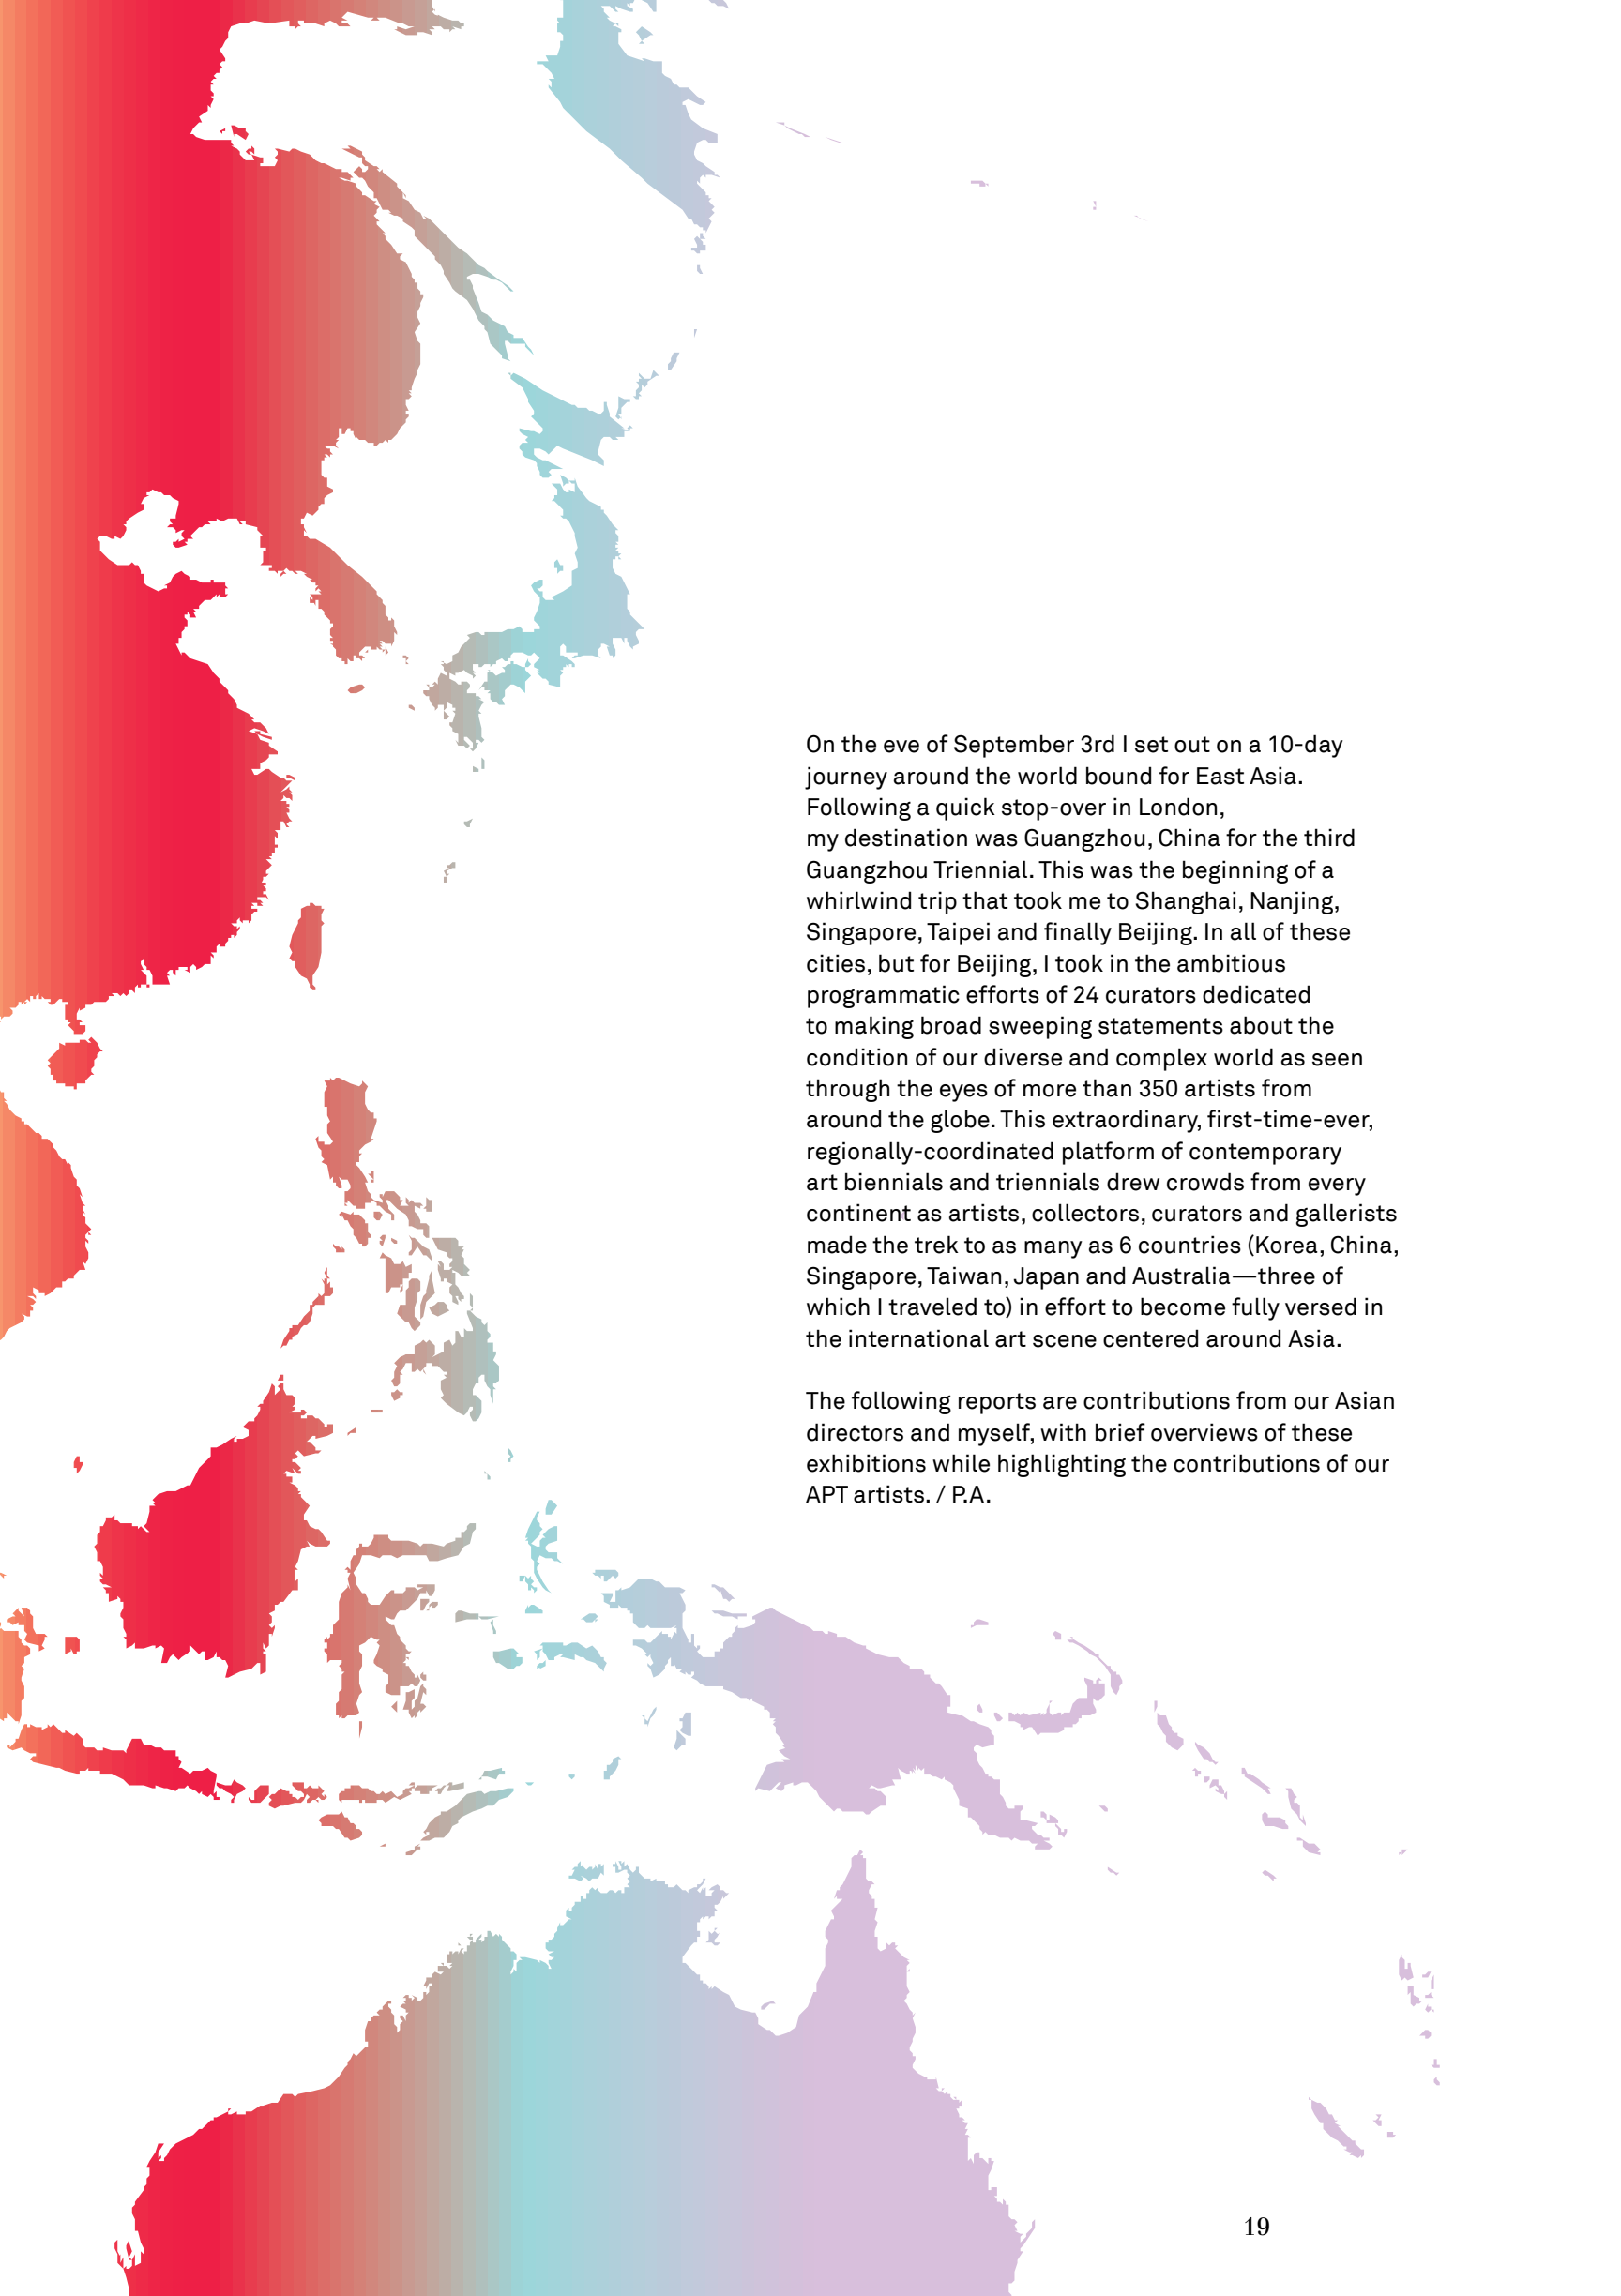 On the eve of September 3rd I set out on a 10-day
journey around the world bound for East Asia.
Following a quick stop-over in London,
my destination was Guangzhou, China for the third
Guangzhou Triennial. This was the beginning of a
whirlwind trip that took me to Shanghai, Nanjing,
Singapore, Taipei and finally Beijing. In all of these
cities, but for Beijing, I took in the ambitious
programmatic efforts of 24 curators dedicated
to making broad sweeping statements about the
condition of our diverse and complex world as seen
through the eyes of more than 350 artists from
around the globe. This extraordinary, first-time-ever,
regionally-coordinated platform of contemporary
art biennials and triennials drew crowds from every
continent as artists, collectors, curators and gallerists
made the trek to as many as 6 countries (Korea, China,
Singapore, Taiwan, Japan and Australia—three of
which I traveled to) in effort to become fully versed in
the international art scene centered around Asia.
The following reports are contributions from our Asian
directors and myself, with brief overviews of these
exhibitions while highlighting the contributions of our
APT artists. / P.A.
19